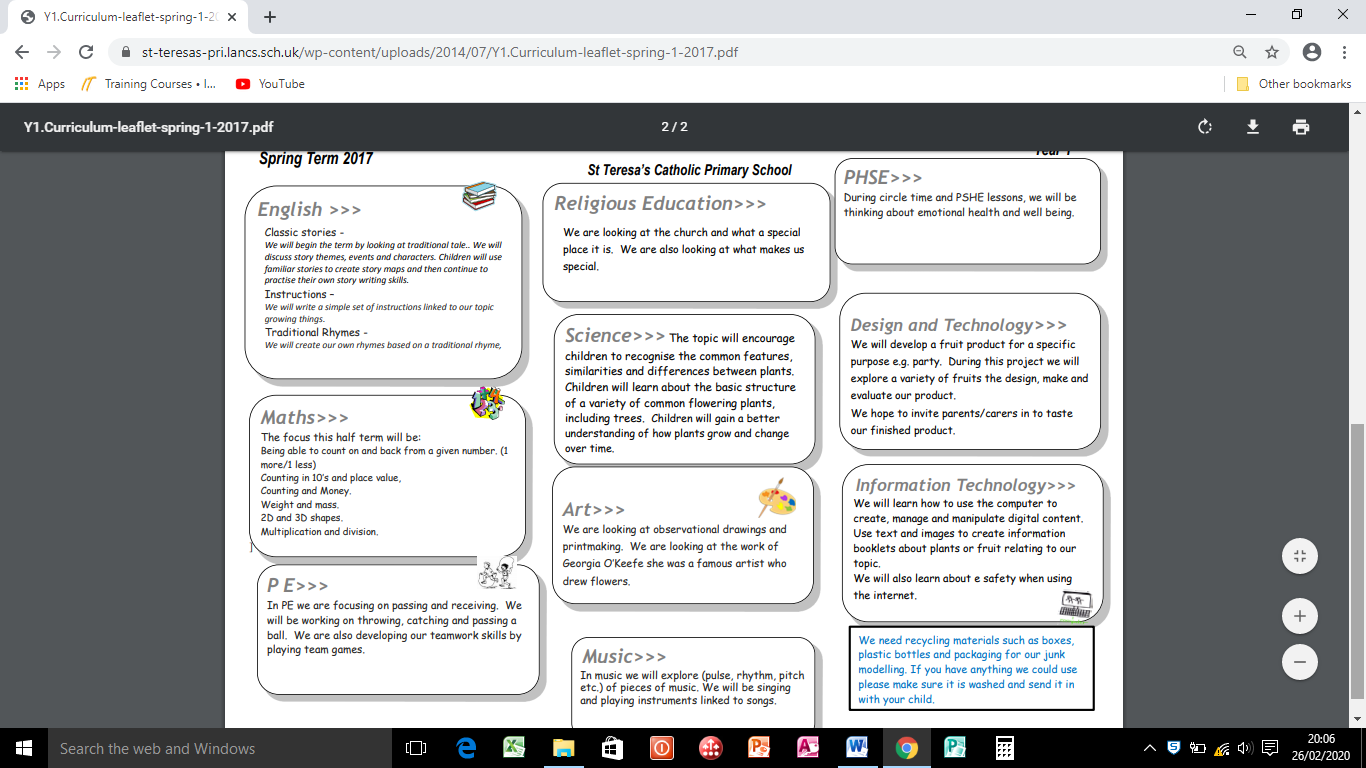 Y1.Curriculum-leaflet-spring-1-20
st-teresas-pri.lancs.sch.uk/wp-content/uploads/2014/07/Y1.Curriculum-leaflet-spring-1-2017.pdf
Apps
Training Courses • I...
YouTube
Other bookmarks
Y1.Curriculum-leaflet-spring-1-2017.pdf
2 / 2
Spring Term 2017
St Teresa's Catholic Primary School
English >>>
Classic stories -
We will begin the term by looking at traditional tale.. We will
discuss story themes, events and characters. Children will use
familiar stories to create story maps and then continue to
practise their own story writing skills.
Instructions –
We will write a simple set of instructions linked to our topic
growing things.
Traditional Rhymes -
We will create our own rhymes based on a traditional rhyme,
Maths>>>
The focus this half term will be:
Being able to count on and back from a given number. (1
more/1 less)
Counting in 10's and place value,
Counting and Money.
Weight and mass.
2D and 3D shapes.
Multiplication and division.
P E>>>
In PE we are focusing on passing and receiving. We
will be working on throwing, catching and passing a
ball. We are also developing our teamwork skills by
playing team games.
Religious Education>>>
We are looking at the church and what a special
place it is. We are also looking at what makes us
special.
Science>>> The topic will encourage
children to recognise the common features,
similarities and differences between plants.
Children will learn about the basic structure
of a variety of common flowering plants,
including trees. Children will gain a better
understanding of how plants grow and change
over time.
Art>>>
We are looking at observational drawings and
printmaking. We are looking at the work of
Georgia O'Keefe she was a famous artist who
drew flowers.
Music>>>
In music we will explore (pulse, rhythm, pitch
etc.) of pieces of music. We will be singing
and playing instruments linked to songs.
PHSE>>>
During circle time and PSHE lessons, we will be
thinking about emotional health and well being.
Design and Technology>>>
We will develop a fruit product for a specific
purpose e.g. party. During this project we will
explore a variety of fruits the design, make and
evaluate our product.
We hope to invite parents/carers in to taste
our finished product.
Information Technology>>>
We will learn how to use the computer to
create, manage and manipulate digital content.
Use text and images to create information
booklets about plants or fruit relating to our
topic.
We will also learn about e safety when using
the internet.
We need recycling materials such as boxes,
plastic bottles and packaging for our junk
modelling. If you have anything we could use
please make sure it is washed and send it in
with your child.
Search the web and Windows
20:06
26/02/2020